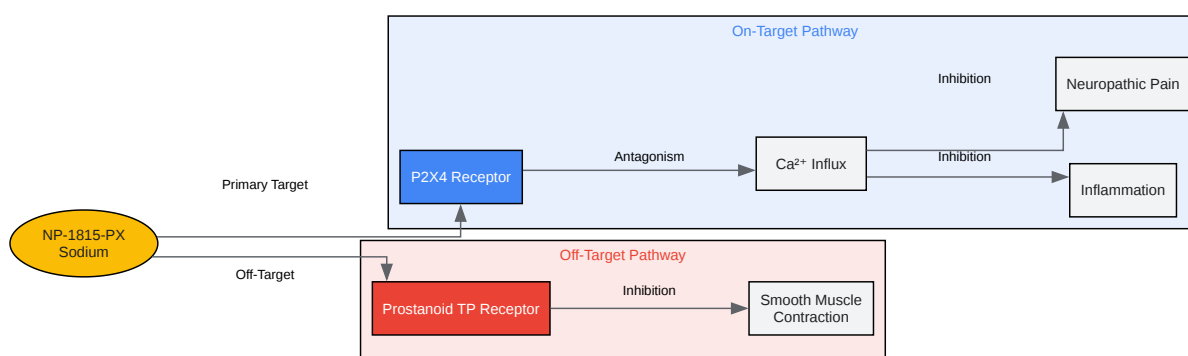 On-Target Pathway
Inhibition
Neuropathic Pain
P2X4 Receptor
Antagonism
Ca²⁺ Influx
Inhibition
Inflammation
Primary Target
NP-1815-PX
Sodium
Off-Target
Off-Target Pathway
Prostanoid TP Receptor
Inhibition
Smooth Muscle
Contraction